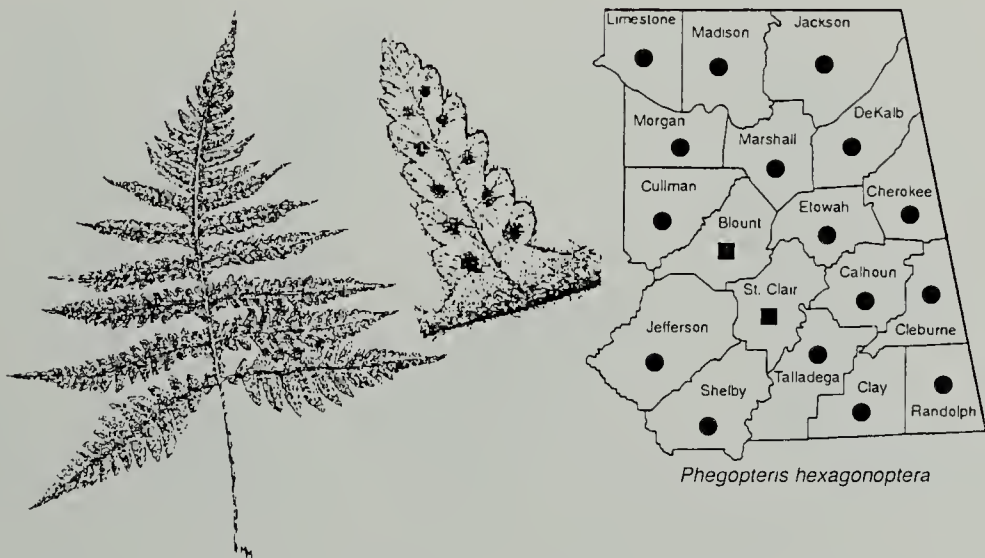 Limestone
Madison
Jackson
Morgan
Marshall
DeKalb
Cullman
Blount
Etowah
Cherokee
St. Clair
Calhoun
Jefferson
Cleburne
Shelby
Talladega
Clay
Randolph
Phegopteris hexagonoptera